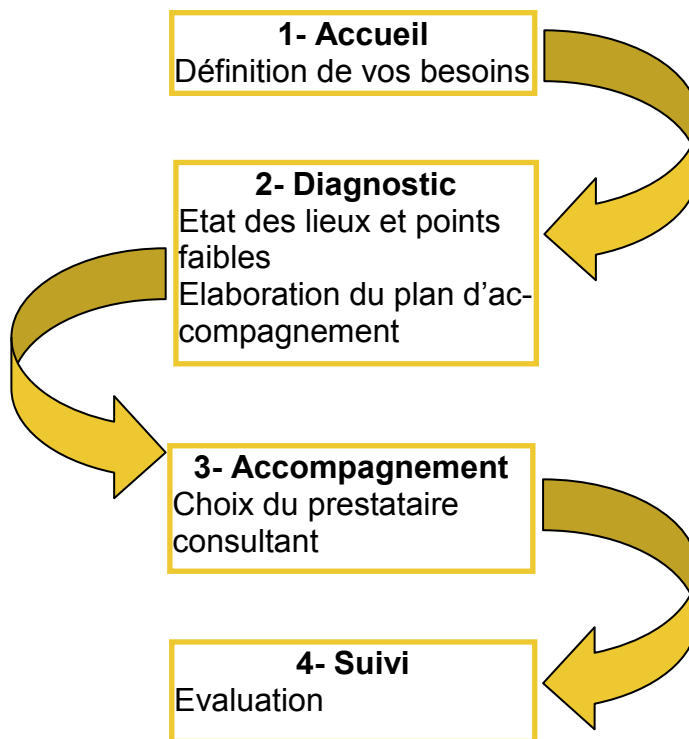 1- Accueil
Définition de vos besoins
2- Diagnostic
Etat des lieux et points
faibles
Elaboration du plan d’ac-
compagnement
3- Accompagnement
Choix du prestataire
consultant
4- Suivi
Evaluation